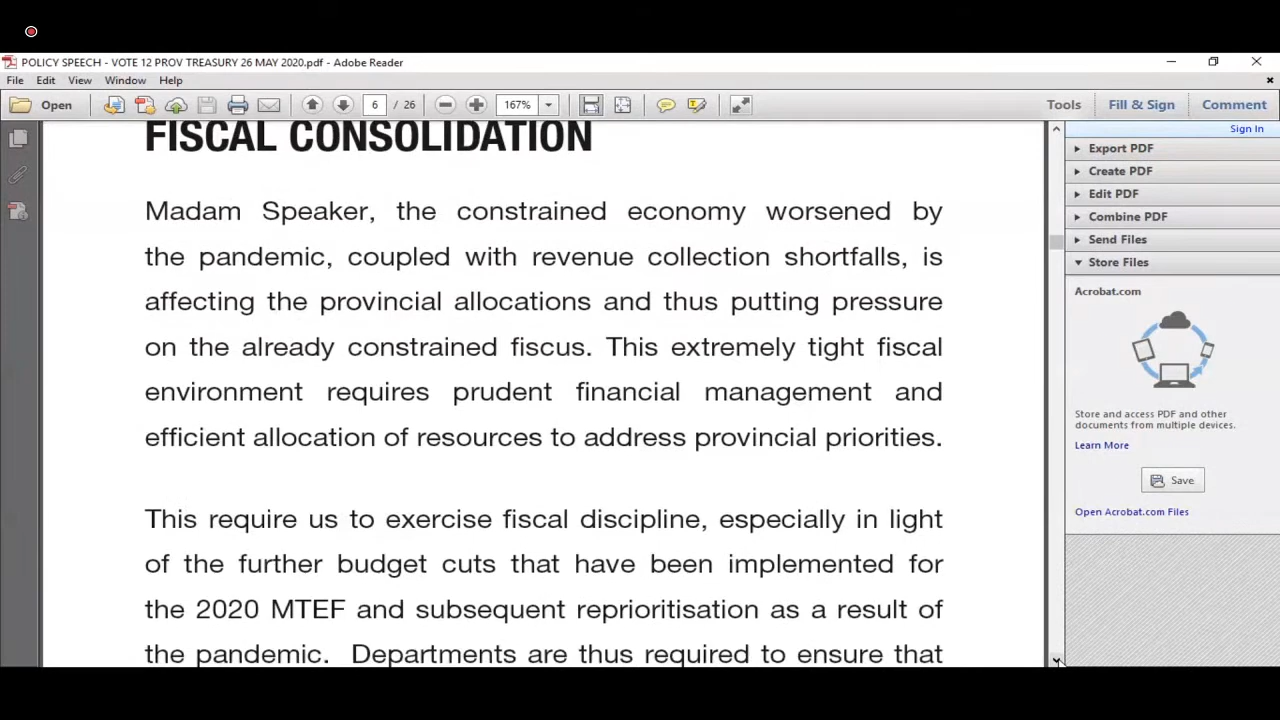 POLICY SPEECH - VOTE 12 PROV TREASURY 26 MAY 2020.pdf - Adobe Reader
File Edit View Window Help
Open 6 / 26 167% Tools Fill & Sign Comment
Sign In
FISCAL CONSOLIDATION
Madam Speaker, the constrained economy worsened by
the pandemic, coupled with revenue collection shortfalls, is
affecting the provincial allocations and thus putting pressure
on the already constrained fiscus. This extremely tight fiscal
environment requires prudent financial management and
efficient allocation of resources to address provincial priorities.
This require us to exercise fiscal discipline, especially in light
of the further budget cuts that have been implemented for
the 2020 MTEF and subsequent reprioritisation as a result of
the pandemic. Departments are thus required to ensure that
Export PDF
Create PDF
Edit PDF
Combine PDF
Send Files
Store Files
Acrobat.com
Store and access PDF and other
documents from multiple devices.
Learn More
Save
Open Acrobat.com Files